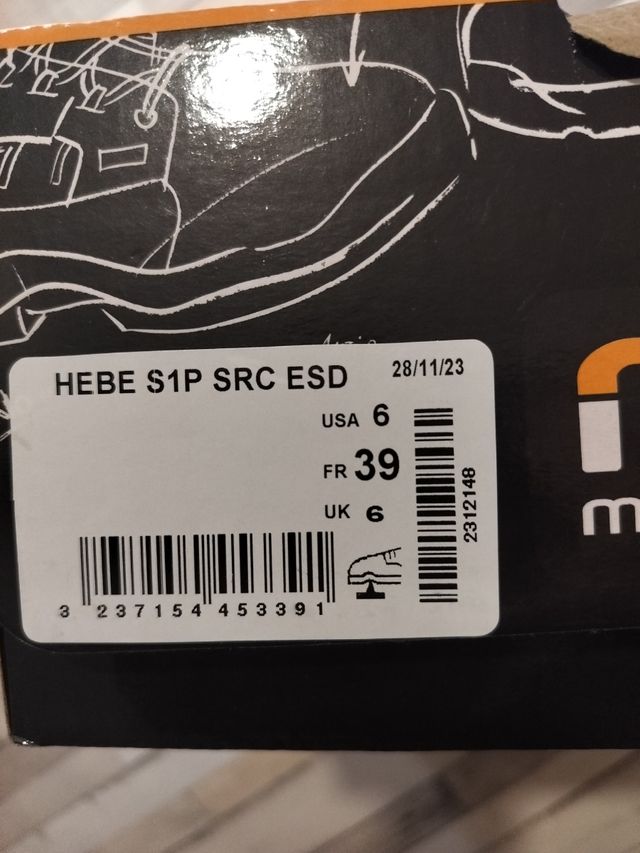 HEBE S1P SRC ESD
28/11/23
USA 6
FR 39
UK 6
2312148
3 237154 453391
m